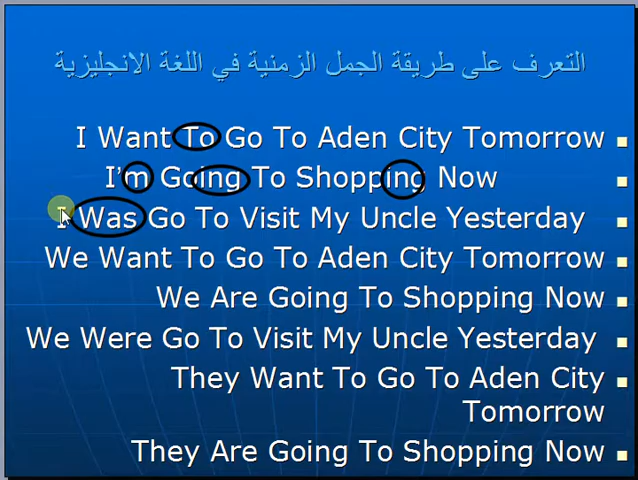 التعرف على طريقة الجمل الزمنية في اللغة الانجليزية
I Want To Go To Aden City Tomorrow
I'm Going To Shopping Now
I Was Go To Visit My Uncle Yesterday
We Want To Go To Aden City Tomorrow
We Are Going To Shopping Now
We Were Go To Visit My Uncle Yesterday
They Want To Go To Aden City
Tomorrow
They Are Going To Shopping Now